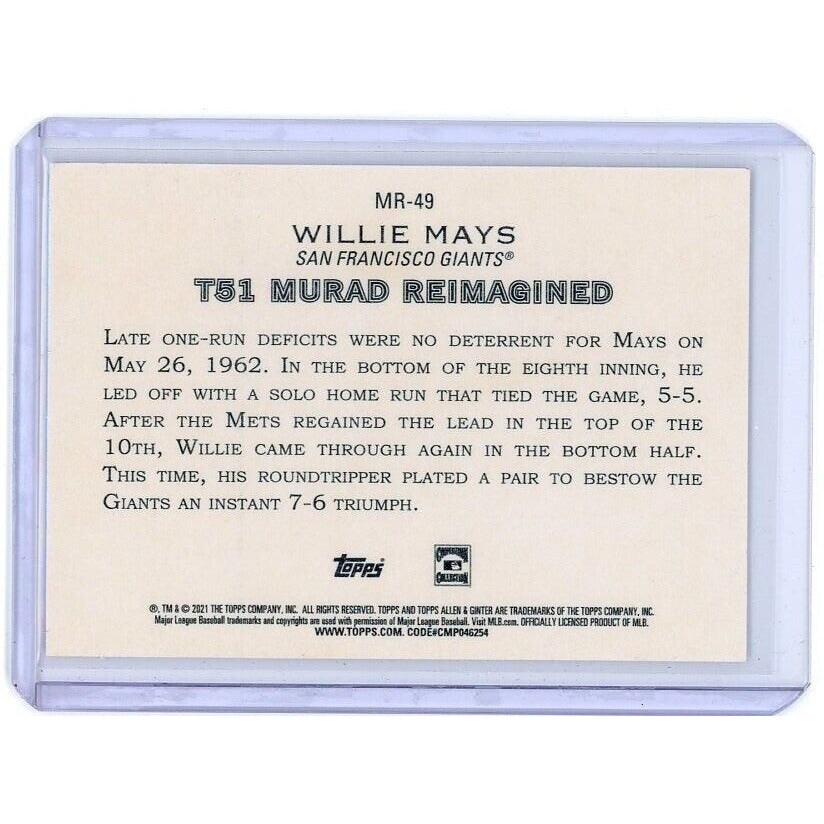 MR-49
WILLIE MAYS
SAN FRANCISCO GIANTS®
T51 MURAD REIMAGINED
LATE ONE-RUN DEFICITS WERE NO DETERRENT FOR MAYS ON
MAY 26, 1962. IN THE BOTTOM OF THE EIGHTH INNING, HE
LED OFF WITH A SOLO HOME RUN THAT TIED THE GAME, 5-5.
AFTER THE METS REGAINED THE LEAD IN THE TOP OF THE
10TH, WILLIE CAME THROUGH AGAIN IN THE BOTTOM HALF.
THIS TIME, HIS ROUNDTRIPPER PLATED A PAIR TO BESTOW THE
GIANTS AN INSTANT 7-6 TRIUMPH.
Topps
COOPERSTOWN
COLLECTION
®, TM & © 2021 THE TOPPS COMPANY, INC. ALL RIGHTS RESERVED. TOPPS AND TOPPS ALLEN & GINTER ARE TRADEMARKS OF THE TOPPS COMPANY, INC.
Major League Baseball trademarks and copyrights are used with permission of Major League Baseball. Visit MLB.com. OFFICIALLY LICENSED PRODUCT OF MLB.
WWW.TOPPS.COM. CODE#CMP046254